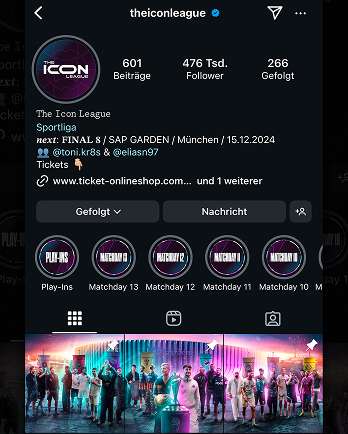 theiconleague
THE
ICON
LEAGUE
601
Beiträge
476 Tsd.
Follower
266
Gefolgt
The Icon League
Sportliga
next: FINAL 8 / SAP GARDEN / München / 15.12.2024
👥 @toni.kr8s & @eliasn97
Tickets 👇🏼
www.ticket-onlineshop.com... und 1 weiterer
Gefolgt
Nachricht
PLAY-INS
MATCHDAY 13
MATCHDAY 12
MATCHDAY 11
MATCHDAY 10
Play-Ins
Matchday 13
Matchday 12
Matchday 11
Matchday 10
M